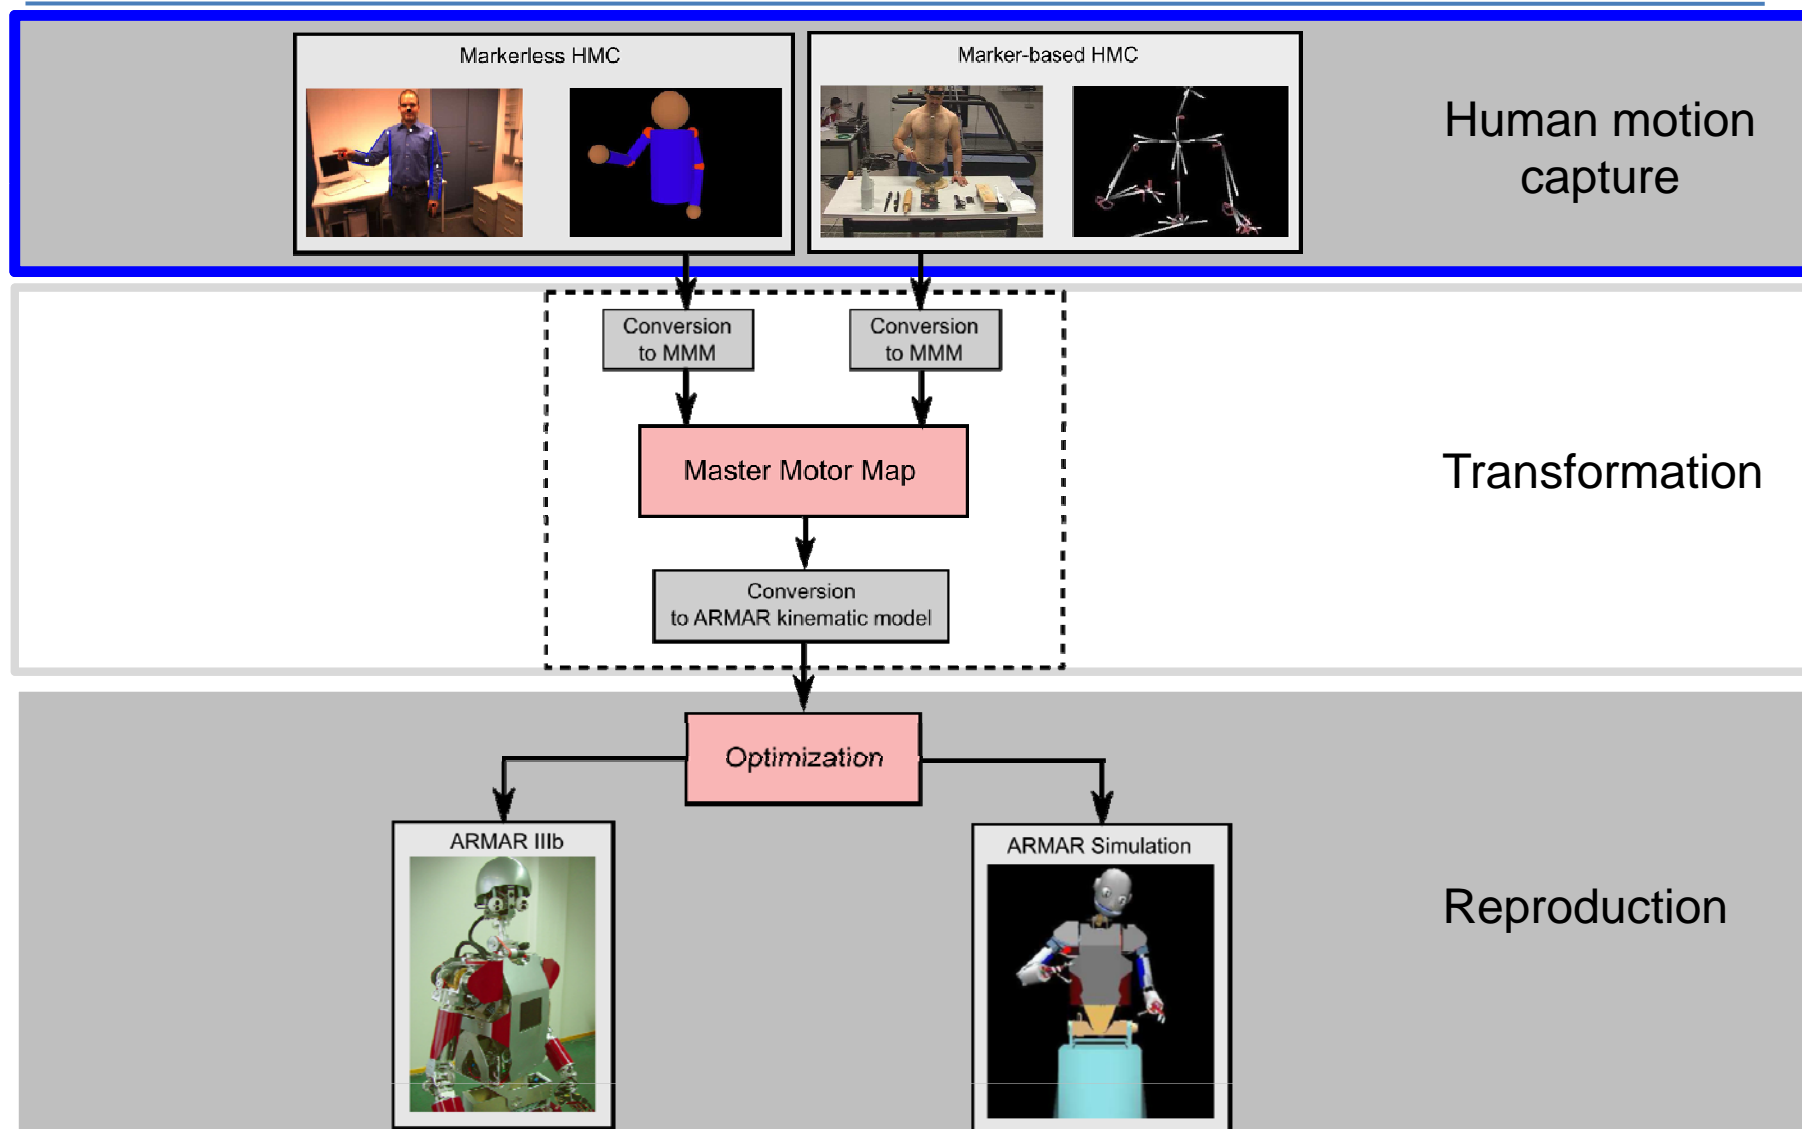 Markerless HMC
Marker-based HMC
Human motion
capture
Conversion
to MMM
Conversion
to MMM
Master Motor Map
Transformation
Conversion
to ARMAR kinematic model
Optimization
ARMAR IIIb
ARMAR Simulation
Reproduction